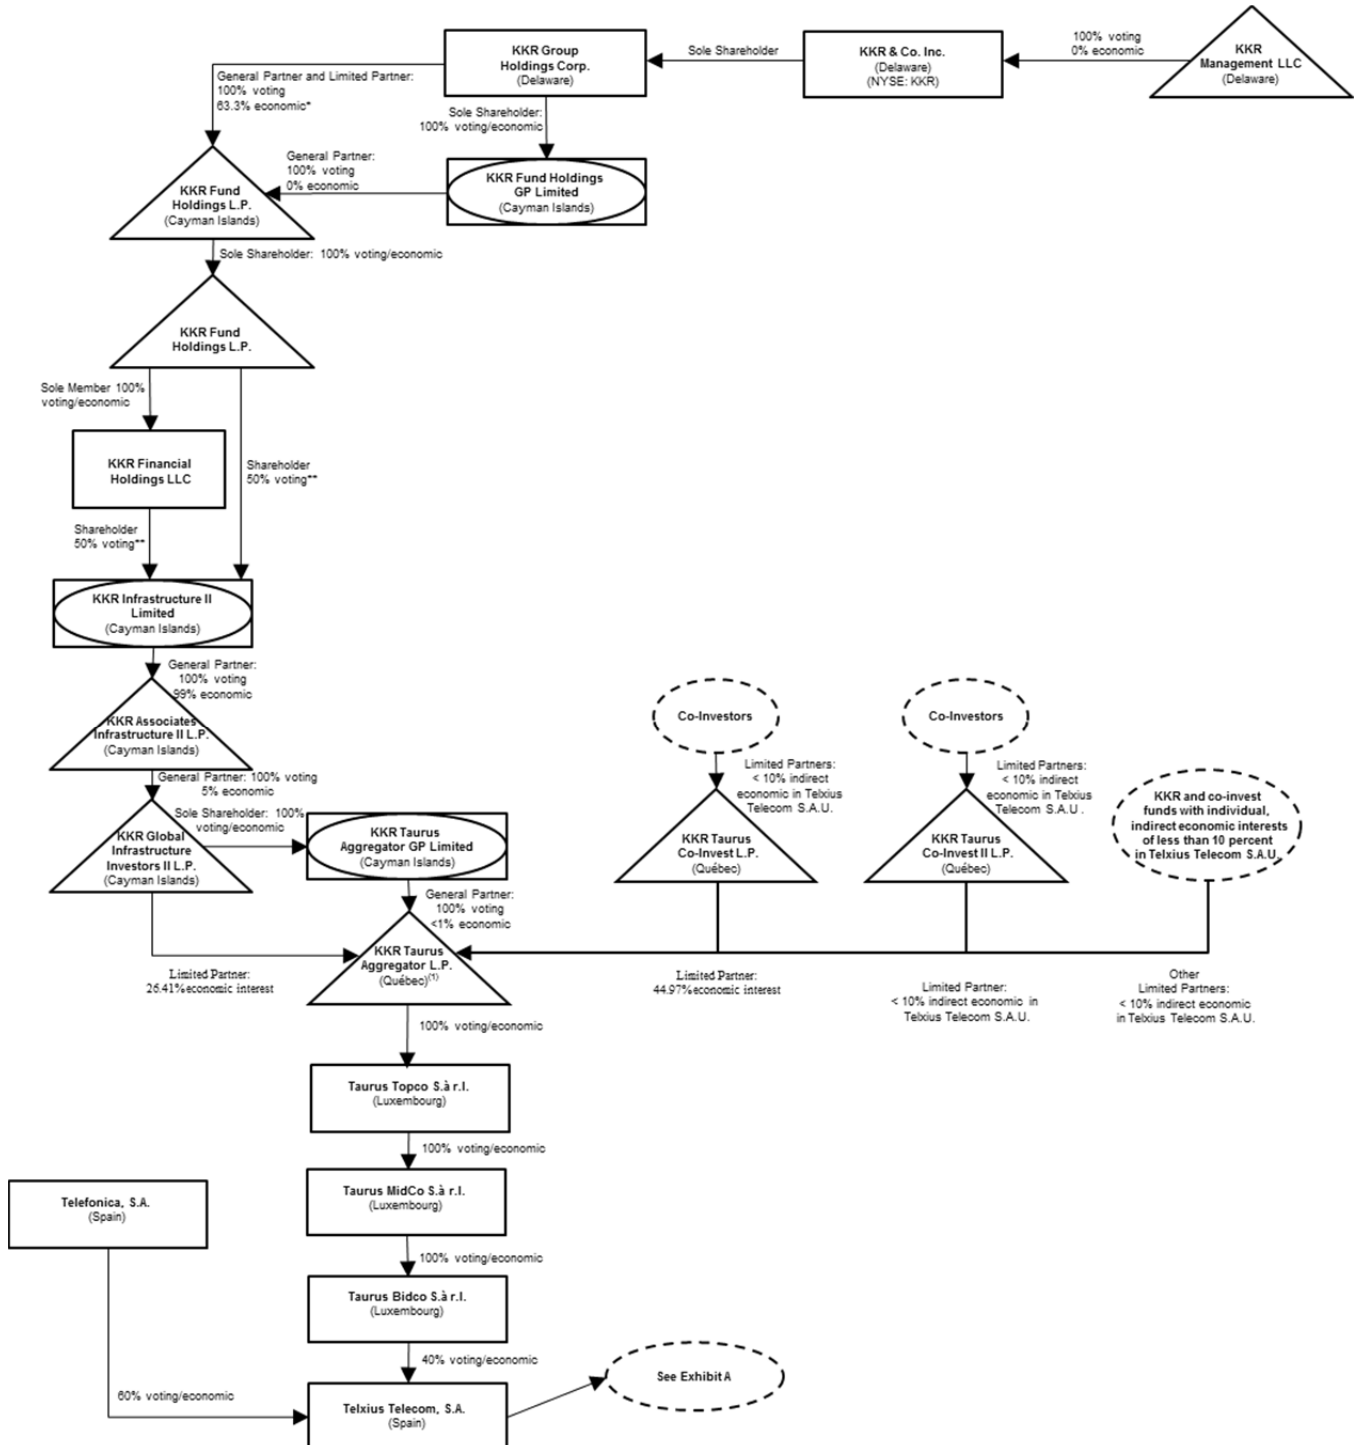 KKR Group
Holdings Corp.
(Delaware)
Sole Shareholder
KKR & Co. Inc.
(Delaware)
(NYSE: KKR)
100% voting
0% economic
KKR
Management LLC
(Delaware)
General Partner and Limited Partner:
100% voting
63.3% economic*
Sole Shareholder:
100% voting/economic
General Partner:
100% voting
0% economic
KKR Fund Holdings
GP Limited
(Cayman Islands)
KKR Fund
Holdings L.P.
(Cayman Islands)
Sole Shareholder: 100% voting/economic
KKR Fund
Holdings L.P.
Sole Member 100%
voting/economic
KKR Financial
Holdings LLC
Shareholder
50% voting**
Shareholder
50% voting**
KKR Infrastructure II
Limited
(Cayman Islands)
General Partner:
100% voting
99% economic
KKR Associates
Infrastructure II L.P.
(Cayman Islands)
General Partner: 100% voting
5% economic
Sole Shareholder: 100%
voting/economic
KKR Global
Infrastructure
Investors II L.P.
(Cayman Islands)
KKR Taurus
Aggregator GP Limited
(Cayman Islands)
General Partner:
100% voting
<1% economic
Co-Investors
Limited Partners:
< 10% indirect
economic in Telxius
Telecom S.A.U.
KKR Taurus
Co-Invest L.P.
(Québec)
Co-Investors
Limited Partners:
< 10% indirect
economic in Telxius
Telecom S.A.U.
KKR Taurus
Co-Invest II L.P.
(Québec)
KKR and co-invest
funds with individual,
indirect economic interests
of less than 10 percent
in Telxius Telecom S.A.U.
KKR Taurus
Aggregator L.P.
(Québec)(1)
Limited Partner:
26.41% economic interest
Limited Partner:
44.97% economic interest
Limited Partner:
< 10% indirect economic in
Telxius Telecom S.A.U.
Other
Limited Partners:
< 10% indirect economic
in Telxius Telecom S.A.U.
100% voting/economic
Taurus Topco S.à r.l.
(Luxembourg)
100% voting/economic
Taurus MidCo S.à r.l.
(Luxembourg)
Telefonica, S.A.
(Spain)
100% voting/economic
Taurus Bidco S.à r.l.
(Luxembourg)
40% voting/economic
60% voting/economic
Telxius Telecom, S.A.
(Spain)
See Exhibit A